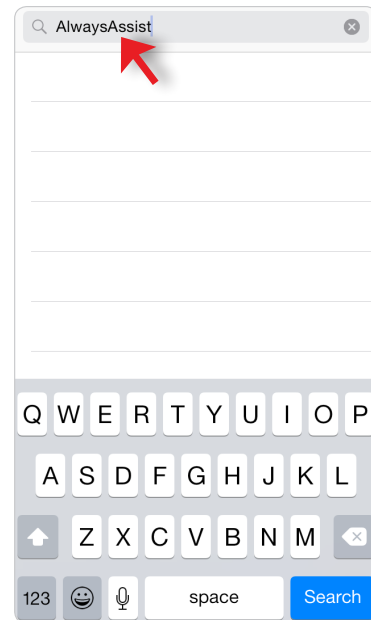 AlwaysAssist
Q W E R T Y U I O P
A S D F G H J K L
Z X C V B N M
123 space Search